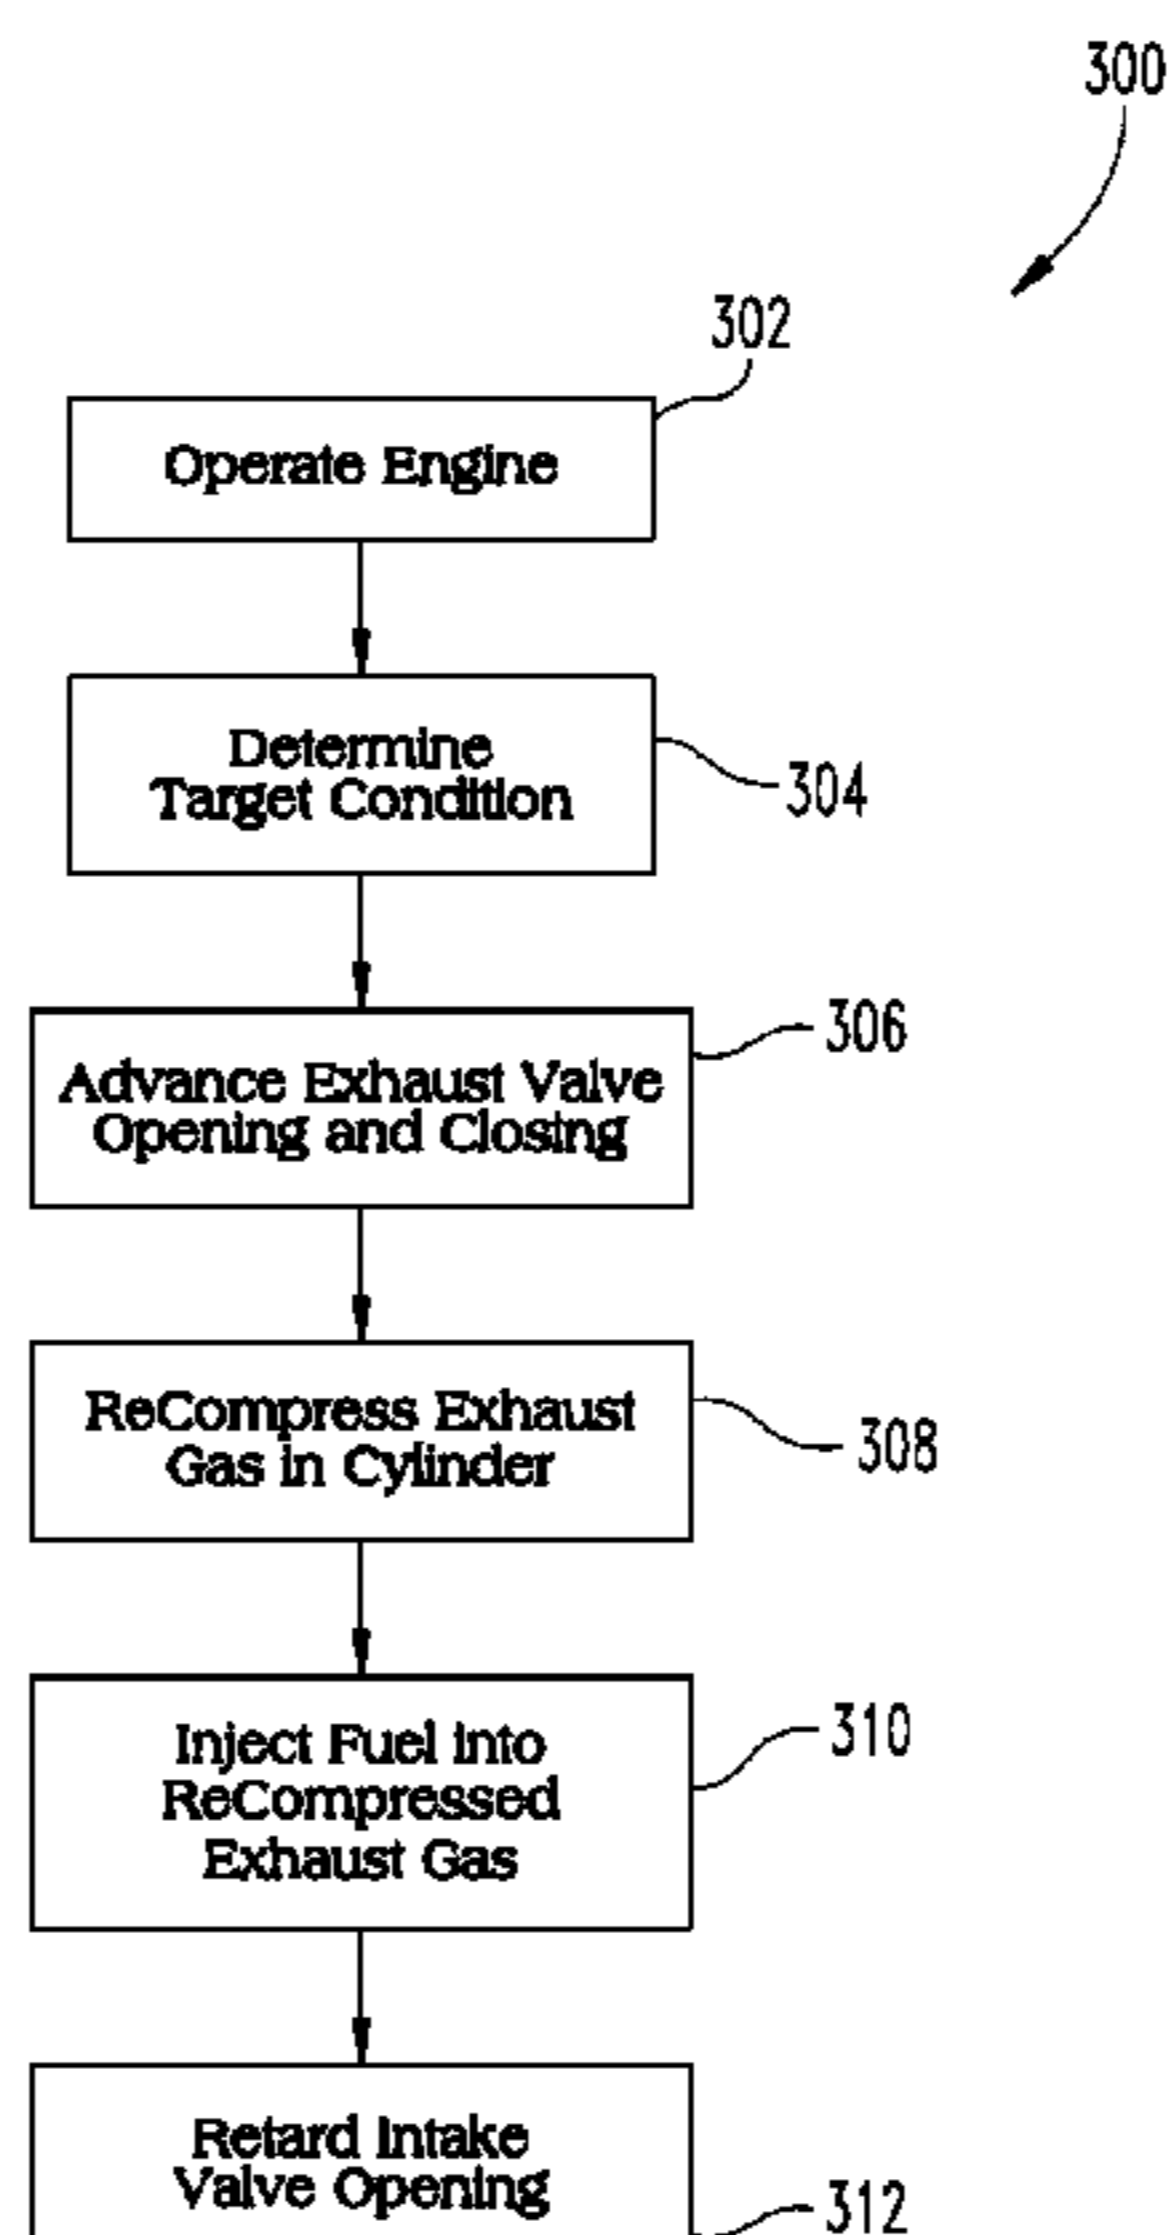 300
302
Operate Engine
Determine
Target Condition
304
306
Advance Exhaust Valve
Opening and Closing
ReCompress Exhaust
Gas in Cylinder
308
310
Inject Fuel into
ReCompressed
Exhaust Gas
Retard Intake
Valve Opening
312